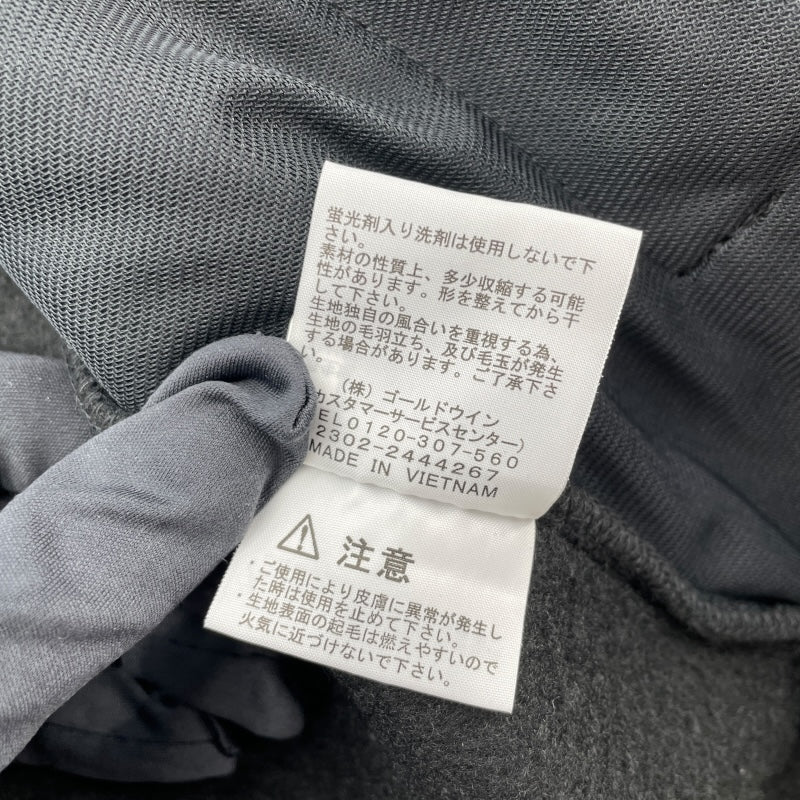 蛍光剤入り洗剤は使用しないで下
さい。
素材の性質上、多少収縮する可能
性があります。形を整えてから干
して下さい。
生地独自の風合いを重視する為、
生地の毛羽立ち、及び毛玉が発生
する場合があります。ご了承下さ
い。
(株) ゴールドウイン
カスタマーサービスセンター)
EL0120-307-560
2302-2444267
MADE IN VIETNAM
注意
・ご使用により皮膚に異常が発生し
た時は使用を止めて下さい。
・生地表面の起毛は燃えやすいので
火気に近づけないで下さい。